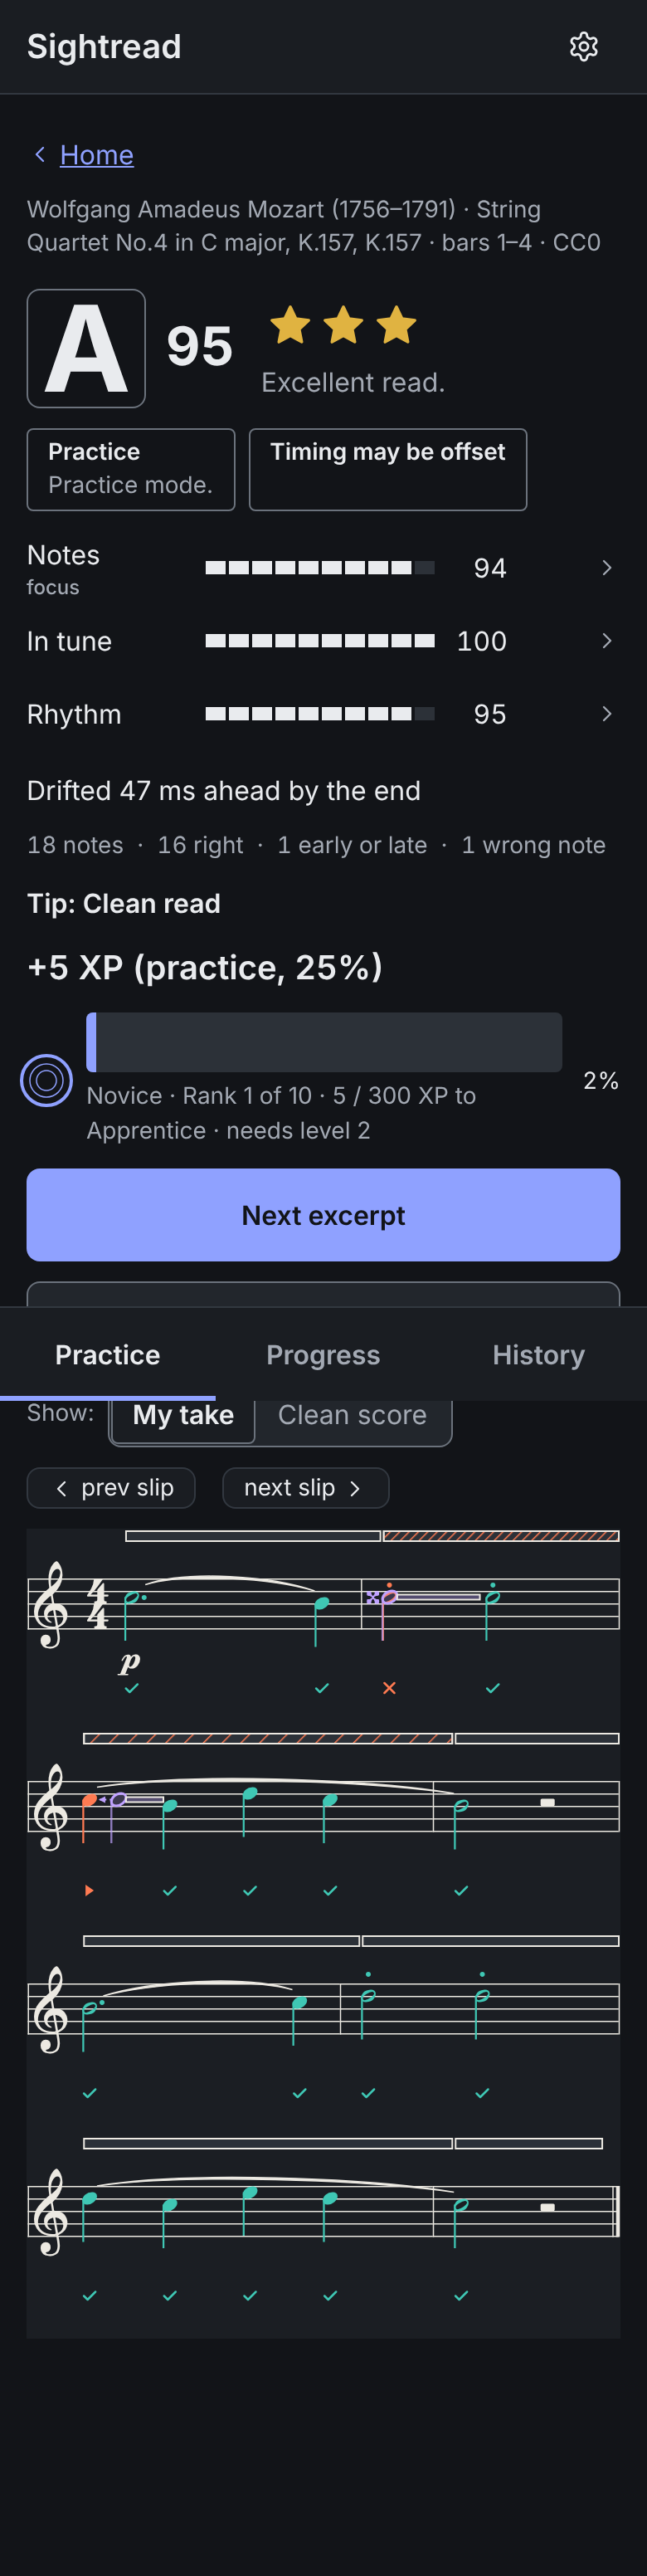 Sightread
Home
Wolfgang Amadeus Mozart (1756–1791) · String
Quartet No.4 in C major, K.157, K.157 · bars 1–4 · CC0
A
95
Excellent read.
Practice
Practice mode.
Timing may be offset
Notes
focus
94
In tune
100
Rhythm
95
Drifted 47 ms ahead by the end
18 notes · 16 right · 1 early or late · 1 wrong note
Tip: Clean read
+5 XP (practice, 25%)
2%
Novice · Rank 1 of 10 · 5 / 300 XP to
Apprentice · needs level 2
Next excerpt
Practice
Progress
History
Show:
My take
Clean score
prev slip
next slip
4
4
p